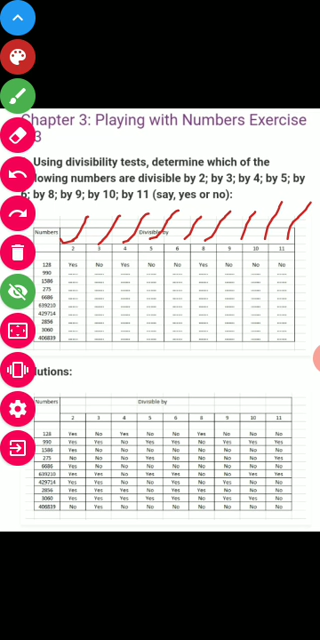 Chapter 3: Playing with Numbers Exercise
3
Using divisibility tests, determine which of the
lowing numbers are divisible by 2; by 3; by 4; by 5; by
6; by 8; by 9; by 10; by 11 (say, yes or no):
Numbers Divisible by
2 3 4 5 6 8 9 10 11
128 Yes No Yes No No Yes No No No
990
1586
275
6686
639210
429714
2856
3060
406839
lutions:
Numbers Divisible by
2 3 4 5 6 8 9 10 11
128 Yes No Yes No No Yes No No No
990 Yes Yes No Yes Yes No Yes Yes Yes
1586 Yes No No No No No No No No
275 No No No Yes No No No No Yes
6686 Yes No No No No No No No No
639210 Yes Yes No Yes Yes No No Yes Yes
429714 Yes Yes No No Yes No Yes No No
2856 Yes Yes Yes No Yes Yes No No No
3060 Yes Yes Yes Yes Yes No Yes Yes No
406839 No Yes No No No No No No No